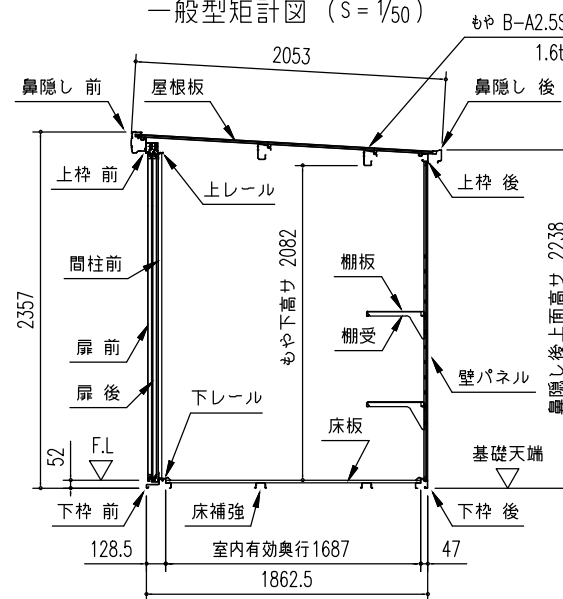 一般型矩計図 (S = 1/50)
もや B-A2.5S
1.6t
2053
鼻隠し 前
屋根板
鼻隠し 後
上枠 前
上レール
上枠 後
間柱前
もや下高サ 2082
棚板
棚受
2357
鼻隠し後上面高サ 2238
扉 前
扉 後
壁パネル
下レール
床板
F.L
52
基礎天端
下枠 前
床補強
下枠 後
128.5
室内有効奥行1687
47
1862.5